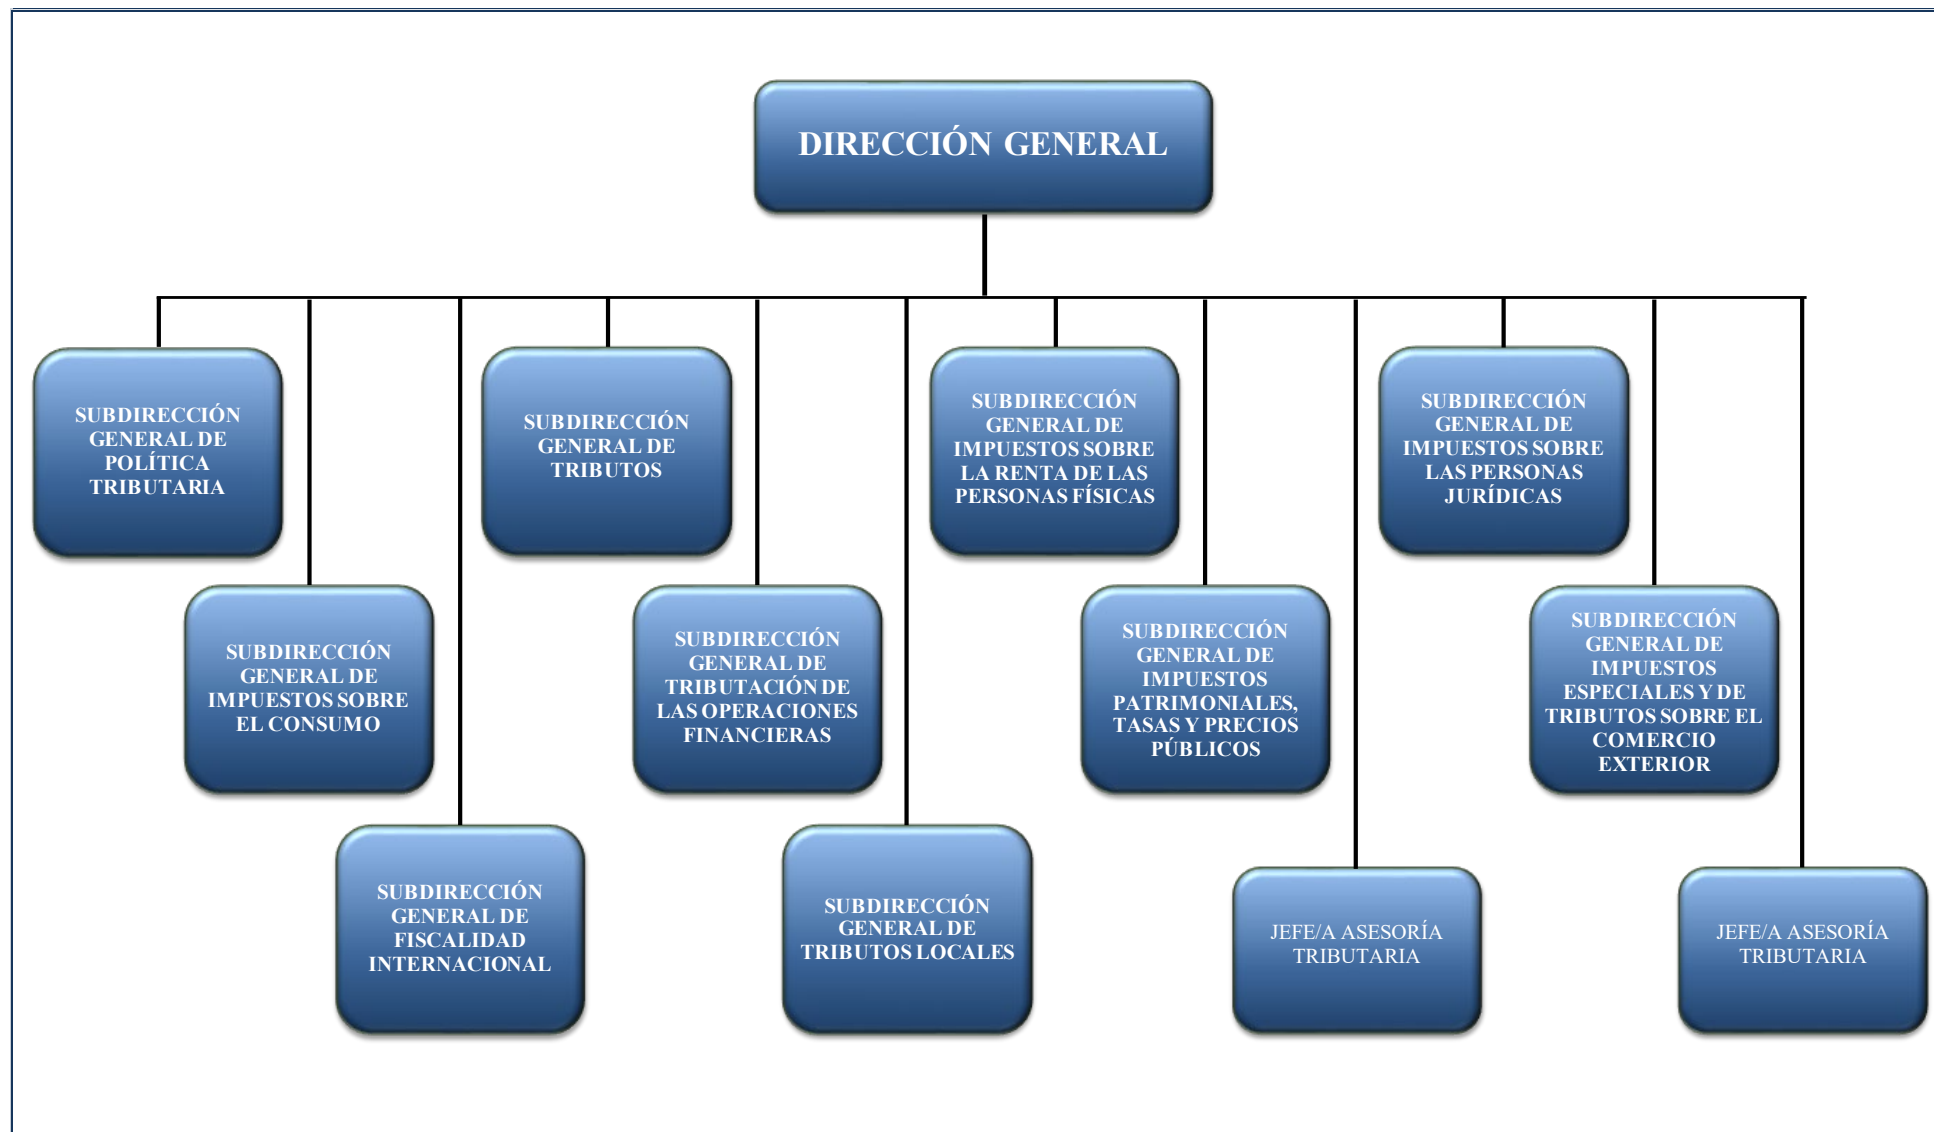 DIRECCIÓN GENERAL
SUBDIRECCIÓN
GENERAL DE
POLÍTICA
TRIBUTARIA
SUBDIRECCIÓN
GENERAL DE
TRIBUTOS
SUBDIRECCIÓN
GENERAL DE
IMPUESTOS SOBRE
LA RENTA DE LAS
PERSONAS FÍSICAS
SUBDIRECCIÓN
GENERAL DE
IMPUESTOS SOBRE
LAS PERSONAS
JURÍDICAS
SUBDIRECCIÓN
GENERAL DE
IMPUESTOS SOBRE
EL CONSUMO
SUBDIRECCIÓN
GENERAL DE
TRIBUTACIÓN DE
LAS OPERACIONES
FINANCIERAS
SUBDIRECCIÓN
GENERAL DE
IMPUESTOS
PATRIMONIALES,
TASAS Y PRECIOS
PÚBLICOS
SUBDIRECCIÓN
GENERAL DE
IMPUESTOS
ESPECIALES Y DE
TRIBUTOS SOBRE EL
COMERCIO
EXTERIOR
SUBDIRECCIÓN
GENERAL DE
FISCALIDAD
INTERNACIONAL
SUBDIRECCIÓN
GENERAL DE
TRIBUTOS LOCALES
JEFE/A ASESORÍA
TRIBUTARIA
JEFE/A ASESORÍA
TRIBUTARIA